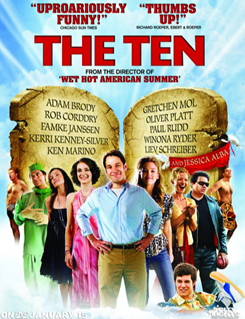 "UPROARIOUSLY
FUNNY!"
CHICAGO SUN TIMES
"THUMBS
UP!"
RICHARD ROEPER, EBERT & ROEPER
THE TEN
FROM THE DIRECTOR OF
'WET HOT AMERICAN SUMMER'
ADAM BRODY
ROB CORDDRY
FAMKE JANSSEN
KERRI KENNEY-SILVER
KEN MARINO
GRETCHEN MOL
OLIVER PLATT
PAUL RUDD
WINONA RYDER
LIEV SCHREIBER
AND JESSICA ALBA
JANUARY 15